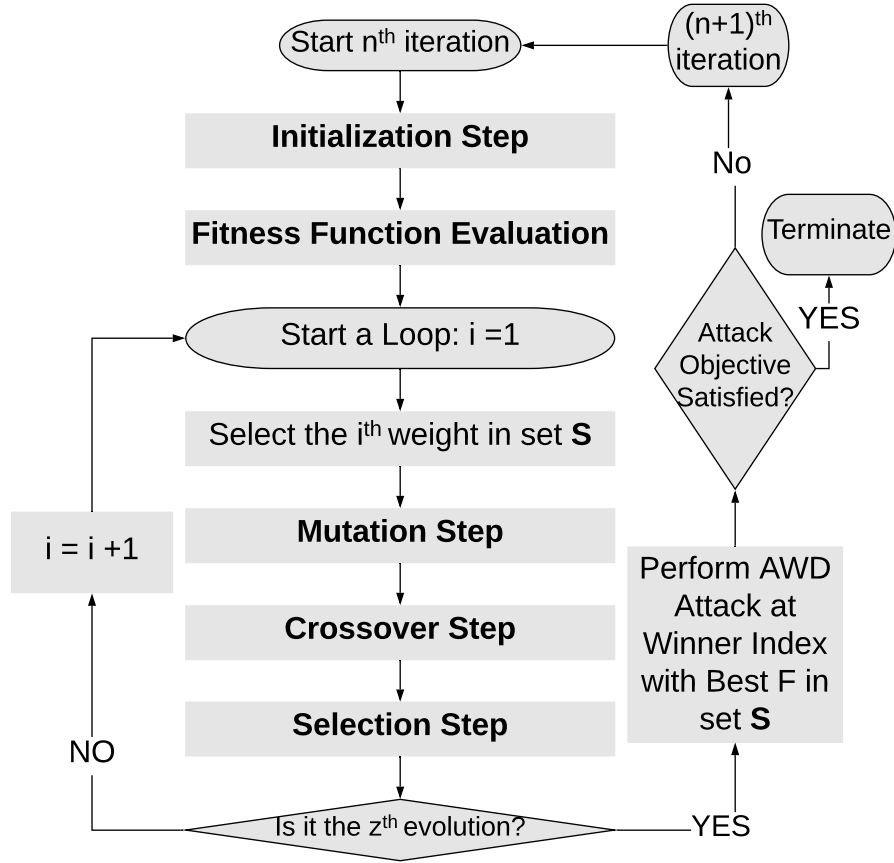 Start nᵗʰ iteration
(n+1)ᵗʰ
iteration
Initialization Step
No
Fitness Function Evaluation
Terminate
Start a Loop: i =1
YES
Attack
Objective
Satisfied?
Select the iᵗʰ weight in set S
Mutation Step
i = i +1
Perform AWD
Attack at
Winner Index
with Best F in
set S
Crossover Step
Selection Step
NO
Is it the zᵗʰ evolution?
YES